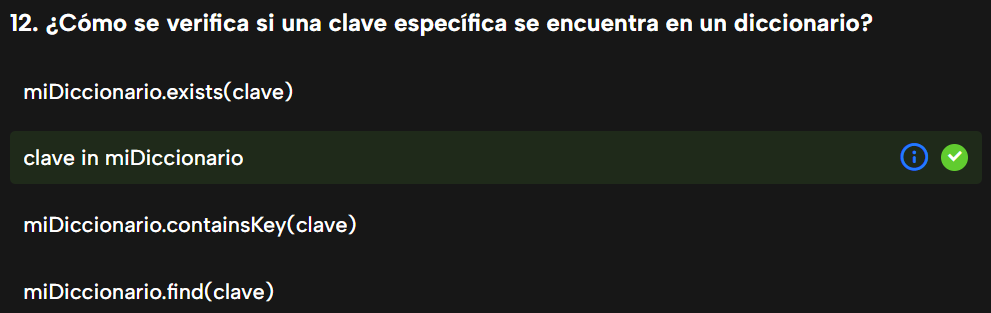 12. ¿Cómo se verifica si una clave específica se encuentra en un diccionario?
miDiccionario.exists(clave)
clave in miDiccionario
miDiccionario.containsKey(clave)
miDiccionario.find(clave)